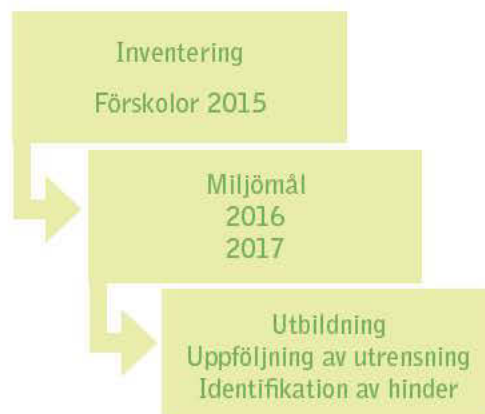 Inventering
Förskolor 2015
Miljömål
2016
2017
Utbildning
Uppföljning av utrensning
Identifikation av hinder